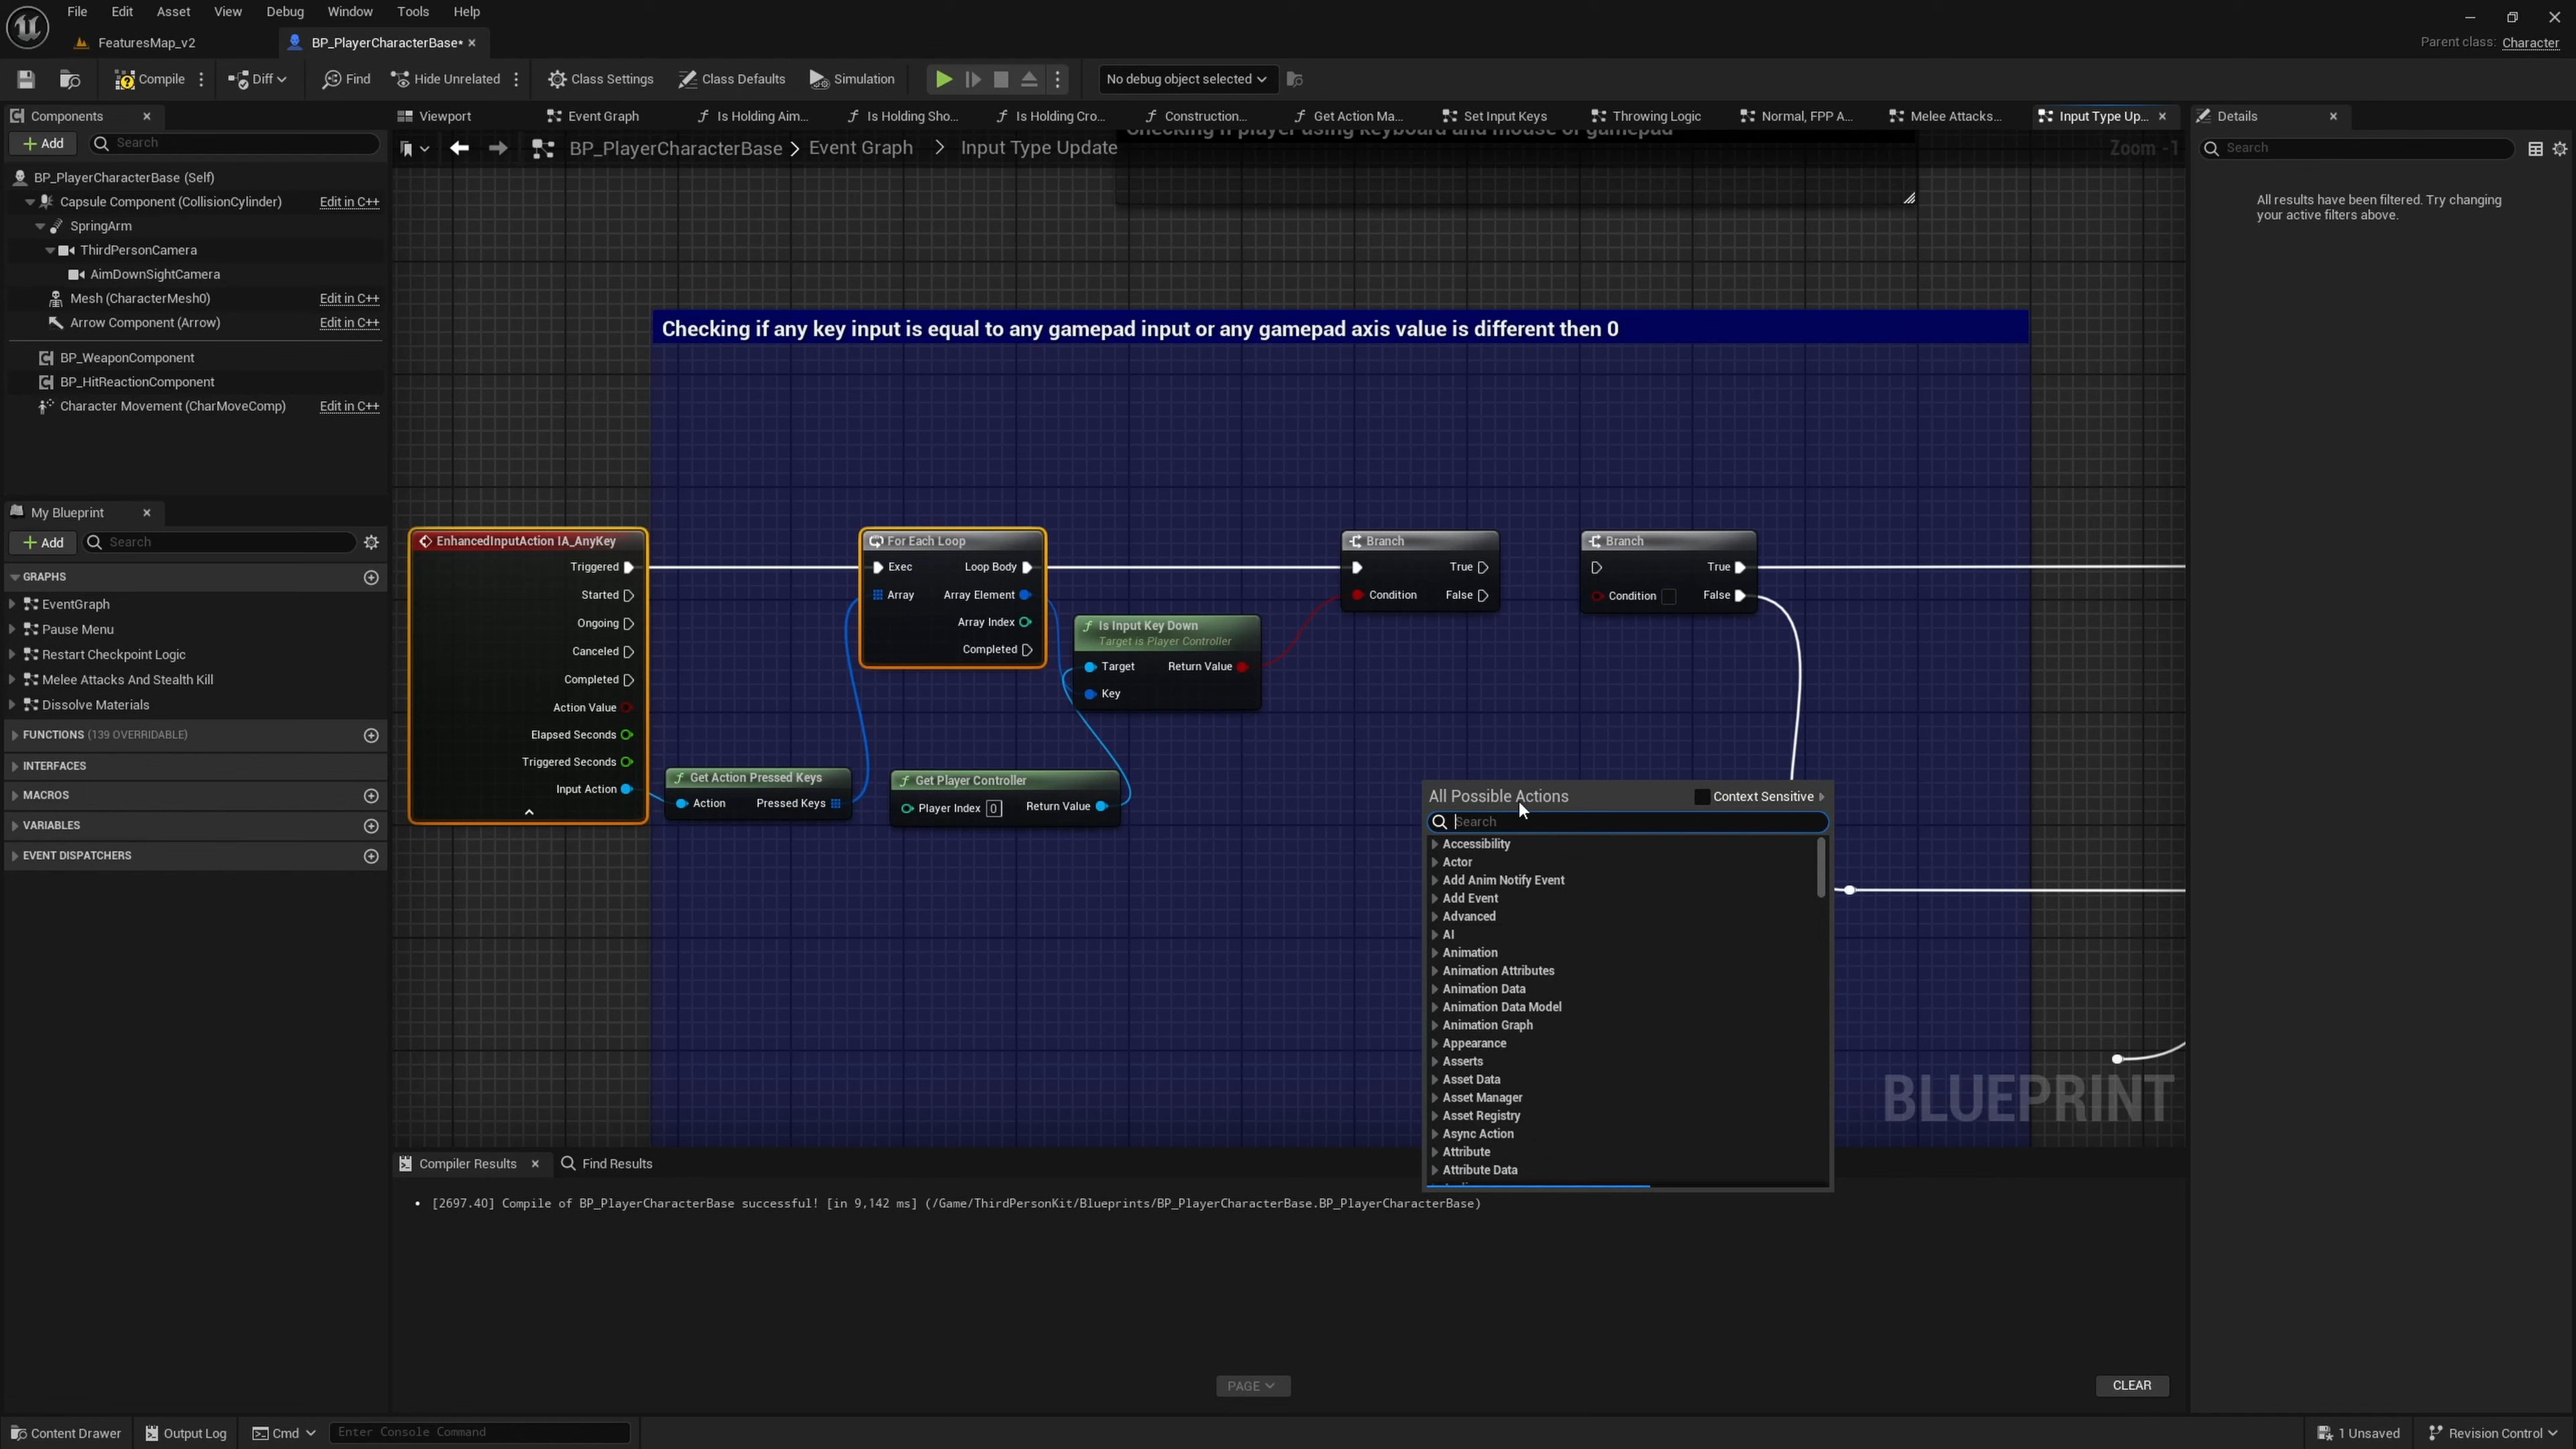 File Edit Asset View Debug Window Tools Help
FeaturesMap_v2
BP_PlayerCharacterBase*
Parent class: Character
Compile
Diff
Find
Hide Unrelated
Class Settings
Class Defaults
Simulation
No debug object selected
Components
Viewport
Event Graph
Is Holding Aim...
Is Holding Sho...
Is Holding Cro...
Construction...
Get Action Ma...
Set Input Keys
Throwing Logic
Normal, FPP A...
Melee Attacks...
Input Type Up...
Details
Add
Search
Checking if player using keyboard and mouse or gamepad
BP_PlayerCharacterBase > Event Graph > Input Type Update
Zoom -1
Search
BP_PlayerCharacterBase (Self)
Capsule Component (CollisionCylinder) Edit in C++
SpringArm
ThirdPersonCamera
AimDownSightCamera
Mesh (CharacterMesh0) Edit in C++
Arrow Component (Arrow) Edit in C++
BP_WeaponComponent
BP_HitReactionComponent
Character Movement (CharMoveComp) Edit in C++
All results have been filtered. Try changing
your active filters above.
My Blueprint
Add
Search
GRAPHS
EventGraph
Pause Menu
Restart Checkpoint Logic
Melee Attacks And Stealth Kill
Dissolve Materials
FUNCTIONS (139 OVERRIDABLE)
INTERFACES
MACROS
VARIABLES
EVENT DISPATCHERS
Checking if any key input is equal to any gamepad input or any gamepad axis value is different then 0
EnhancedInputAction IA_AnyKey
Triggered
Started
Ongoing
Canceled
Completed
Action Value
Elapsed Seconds
Triggered Seconds
Input Action
For Each Loop
Exec Loop Body
Array Array Element
Array Index
Completed
Is Input Key Down
Target is Player Controller
Target Return Value
Key
Get Action Pressed Keys
Action Pressed Keys
Get Player Controller
Player Index 0 Return Value
Branch
True
Condition False
Branch
True
Condition False
All Possible Actions
Context Sensitive
Search
Accessibility
Actor
Add Anim Notify Event
Add Event
Advanced
AI
Animation
Animation Attributes
Animation Data
Animation Data Model
Animation Graph
Appearance
Asserts
Asset Data
Asset Manager
Asset Registry
Async Action
Attribute
Attribute Data
BLUEPRINT
Compiler Results
Find Results
[2697.40] Compile of BP_PlayerCharacterBase successful! [in 9,142 ms] (/Game/ThirdPersonKit/Blueprints/BP_PlayerCharacterBase.BP_PlayerCharacterBase)
PAGE
CLEAR
Content Drawer
Output Log
Cmd
Enter Console Command
1 Unsaved
Revision Control